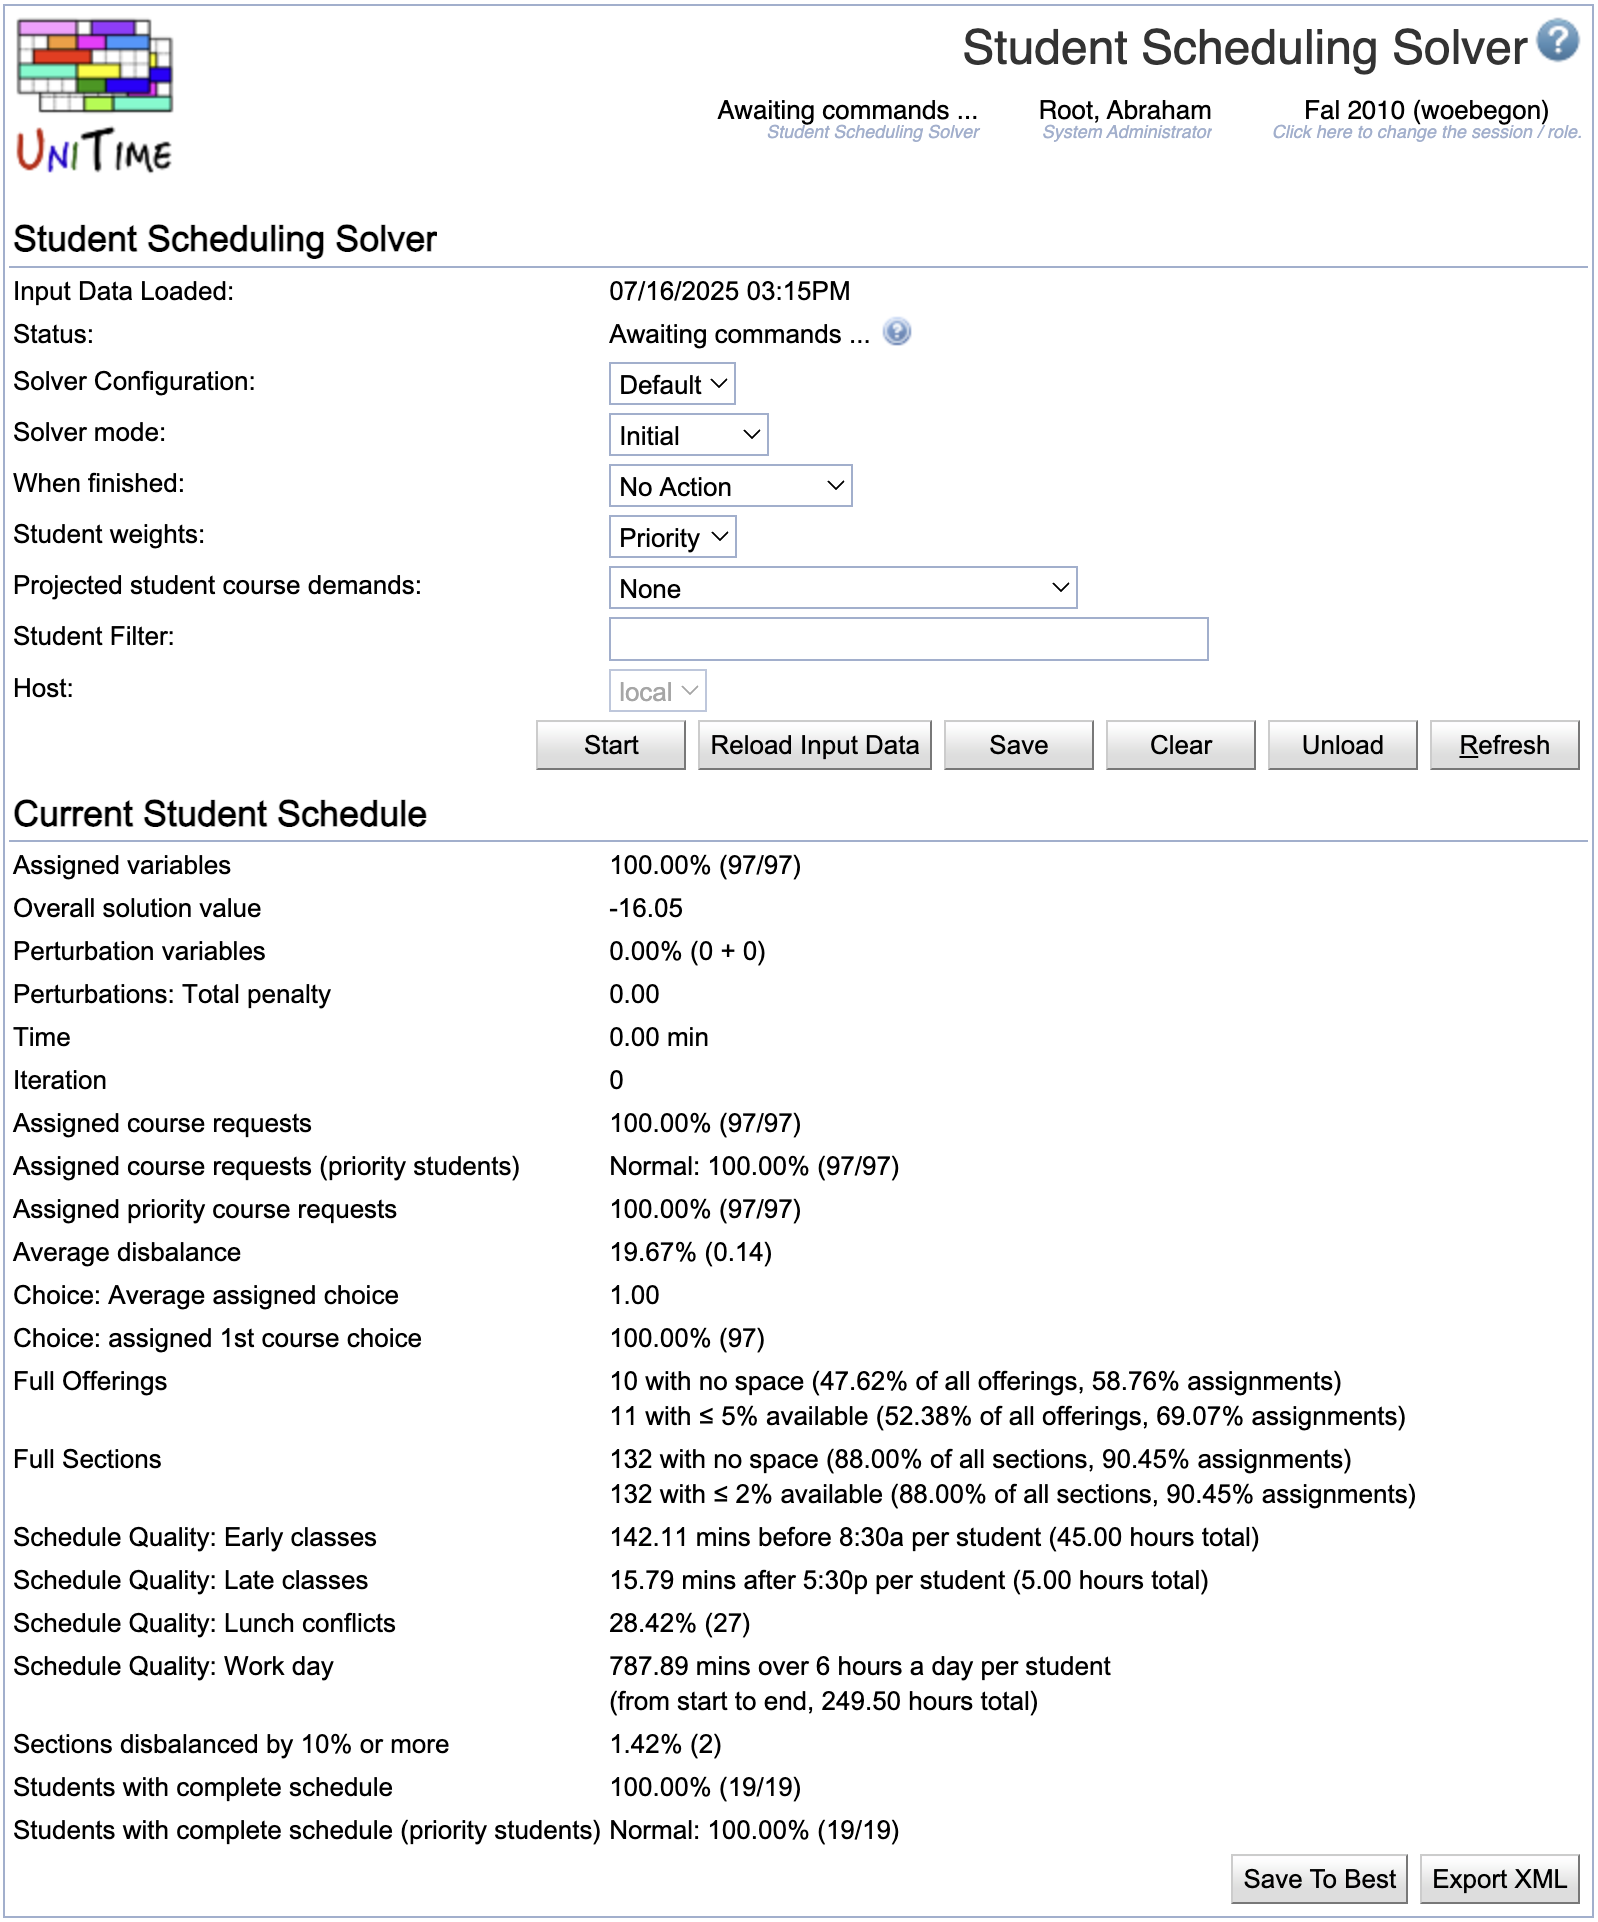 Student Scheduling Solver
Awaiting commands ... Root, Abraham Fal 2010 (woebegon)
Student Scheduling Solver System Administrator Click here to change the session / role.
UniTime
Student Scheduling Solver
Input Data Loaded: 07/16/2025 03:15PM
Status: Awaiting commands ...
Solver Configuration: Default
Solver mode: Initial
When finished: No Action
Student weights: Priority
Projected student course demands: None
Student Filter:
Host: local
Start Reload Input Data Save Clear Unload Refresh
Current Student Schedule
Assigned variables 100.00% (97/97)
Overall solution value -16.05
Perturbation variables 0.00% (0 + 0)
Perturbations: Total penalty 0.00
Time 0.00 min
Iteration 0
Assigned course requests 100.00% (97/97)
Assigned course requests (priority students) Normal: 100.00% (97/97)
Assigned priority course requests 100.00% (97/97)
Average disbalance 19.67% (0.14)
Choice: Average assigned choice 1.00
Choice: assigned 1st course choice 100.00% (97)
Full Offerings 10 with no space (47.62% of all offerings, 58.76% assignments)
11 with ≤ 5% available (52.38% of all offerings, 69.07% assignments)
Full Sections 132 with no space (88.00% of all sections, 90.45% assignments)
132 with ≤ 2% available (88.00% of all sections, 90.45% assignments)
Schedule Quality: Early classes 142.11 mins before 8:30a per student (45.00 hours total)
Schedule Quality: Late classes 15.79 mins after 5:30p per student (5.00 hours total)
Schedule Quality: Lunch conflicts 28.42% (27)
Schedule Quality: Work day 787.89 mins over 6 hours a day per student
(from start to end, 249.50 hours total)
Sections disbalanced by 10% or more 1.42% (2)
Students with complete schedule 100.00% (19/19)
Students with complete schedule (priority students) Normal: 100.00% (19/19)
Save To Best Export XML